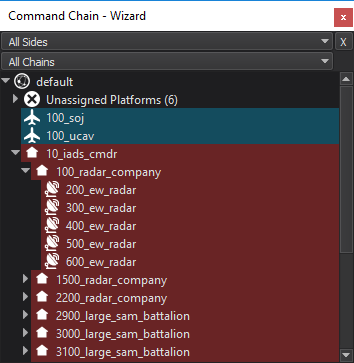 Command Chain - Wizard x
All Sides X
All Chains
default
Unassigned Platforms (6)
100_soj
100_ucav
10_iads_cmdr
100_radar_company
200_ew_radar
300_ew_radar
400_ew_radar
500_ew_radar
600_ew_radar
1500_radar_company
2200_radar_company
2900_large_sam_battalion
3000_large_sam_battalion
3100_large_sam_battalion